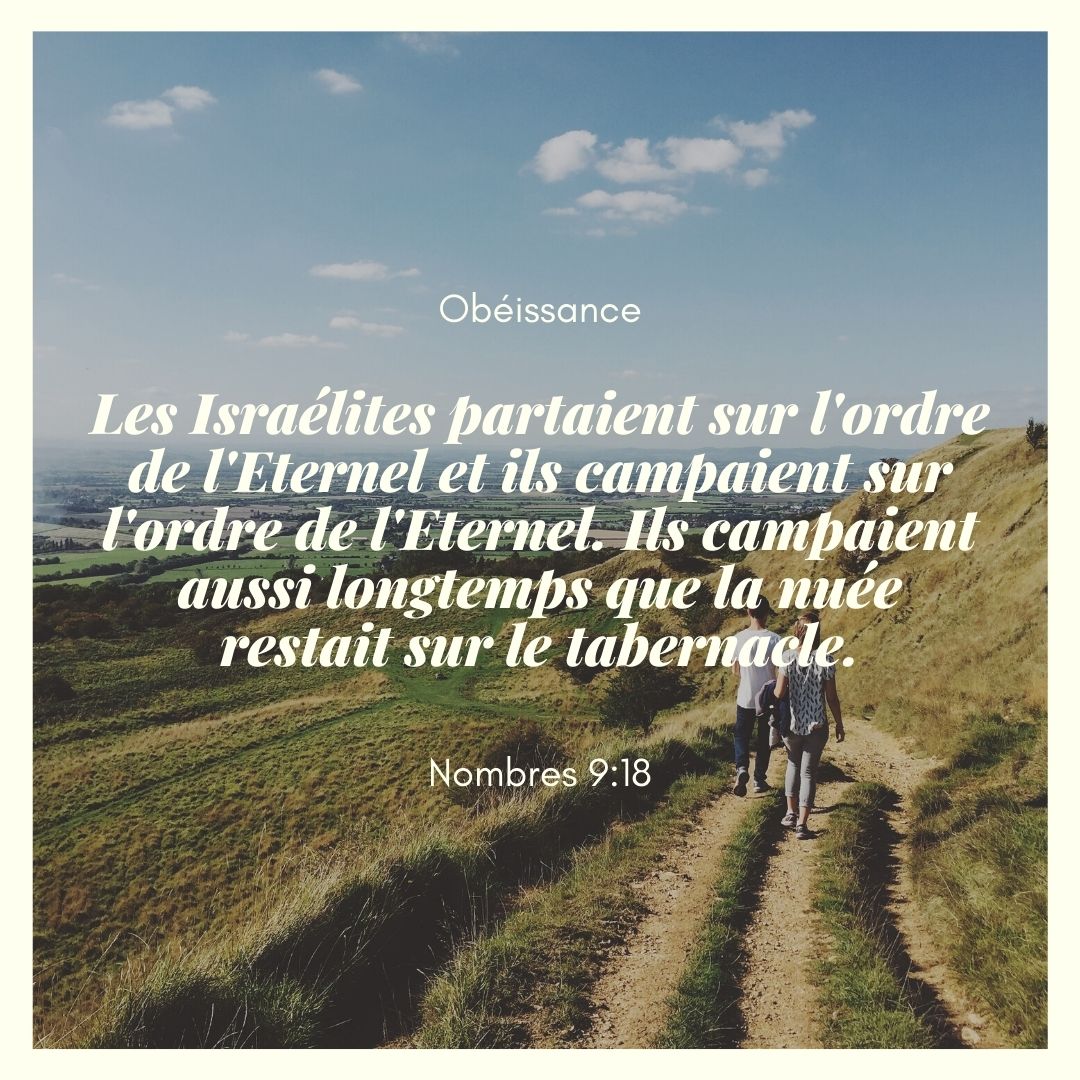 Obéissance
Les Israélites partaient sur l'ordre
de l'Eternel et ils campaient sur
l'ordre de l'Eternel. Ils campaient
aussi longtemps que la nuée
restait sur le tabernacle.
Nombres 9:18